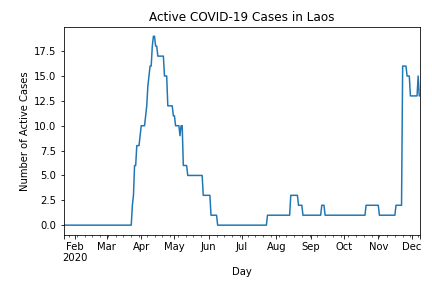 Active COVID-19 Cases in Laos
Number of Active Cases
17.5
15.0
12.5
10.0
7.5
5.0
2.5
0.0
Feb Mar Apr May Jun Jul Aug Sep Oct Nov Dec
2020
Day